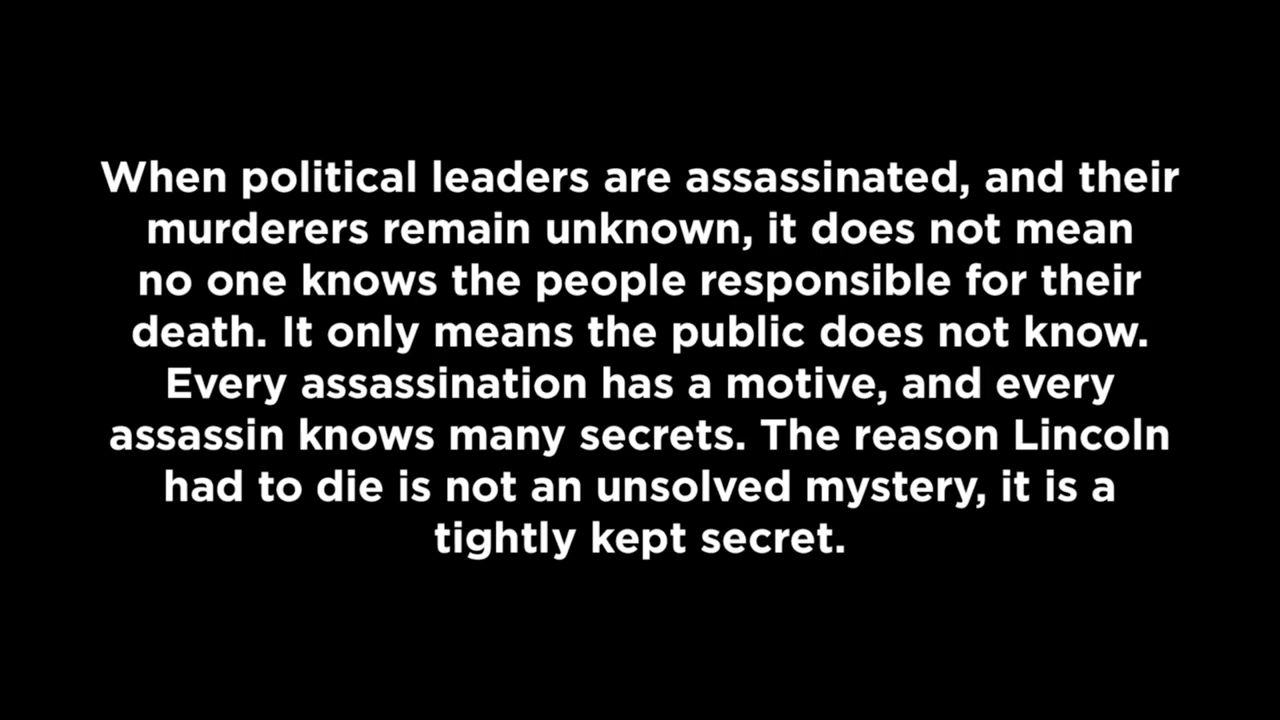 When political leaders are assassinated, and their
murderers remain unknown, it does not mean
no one knows the people responsible for their
death. It only means the public does not know.
Every assassination has a motive, and every
assassin knows many secrets. The reason Lincoln
had to die is not an unsolved mystery, it is a
tightly kept secret.